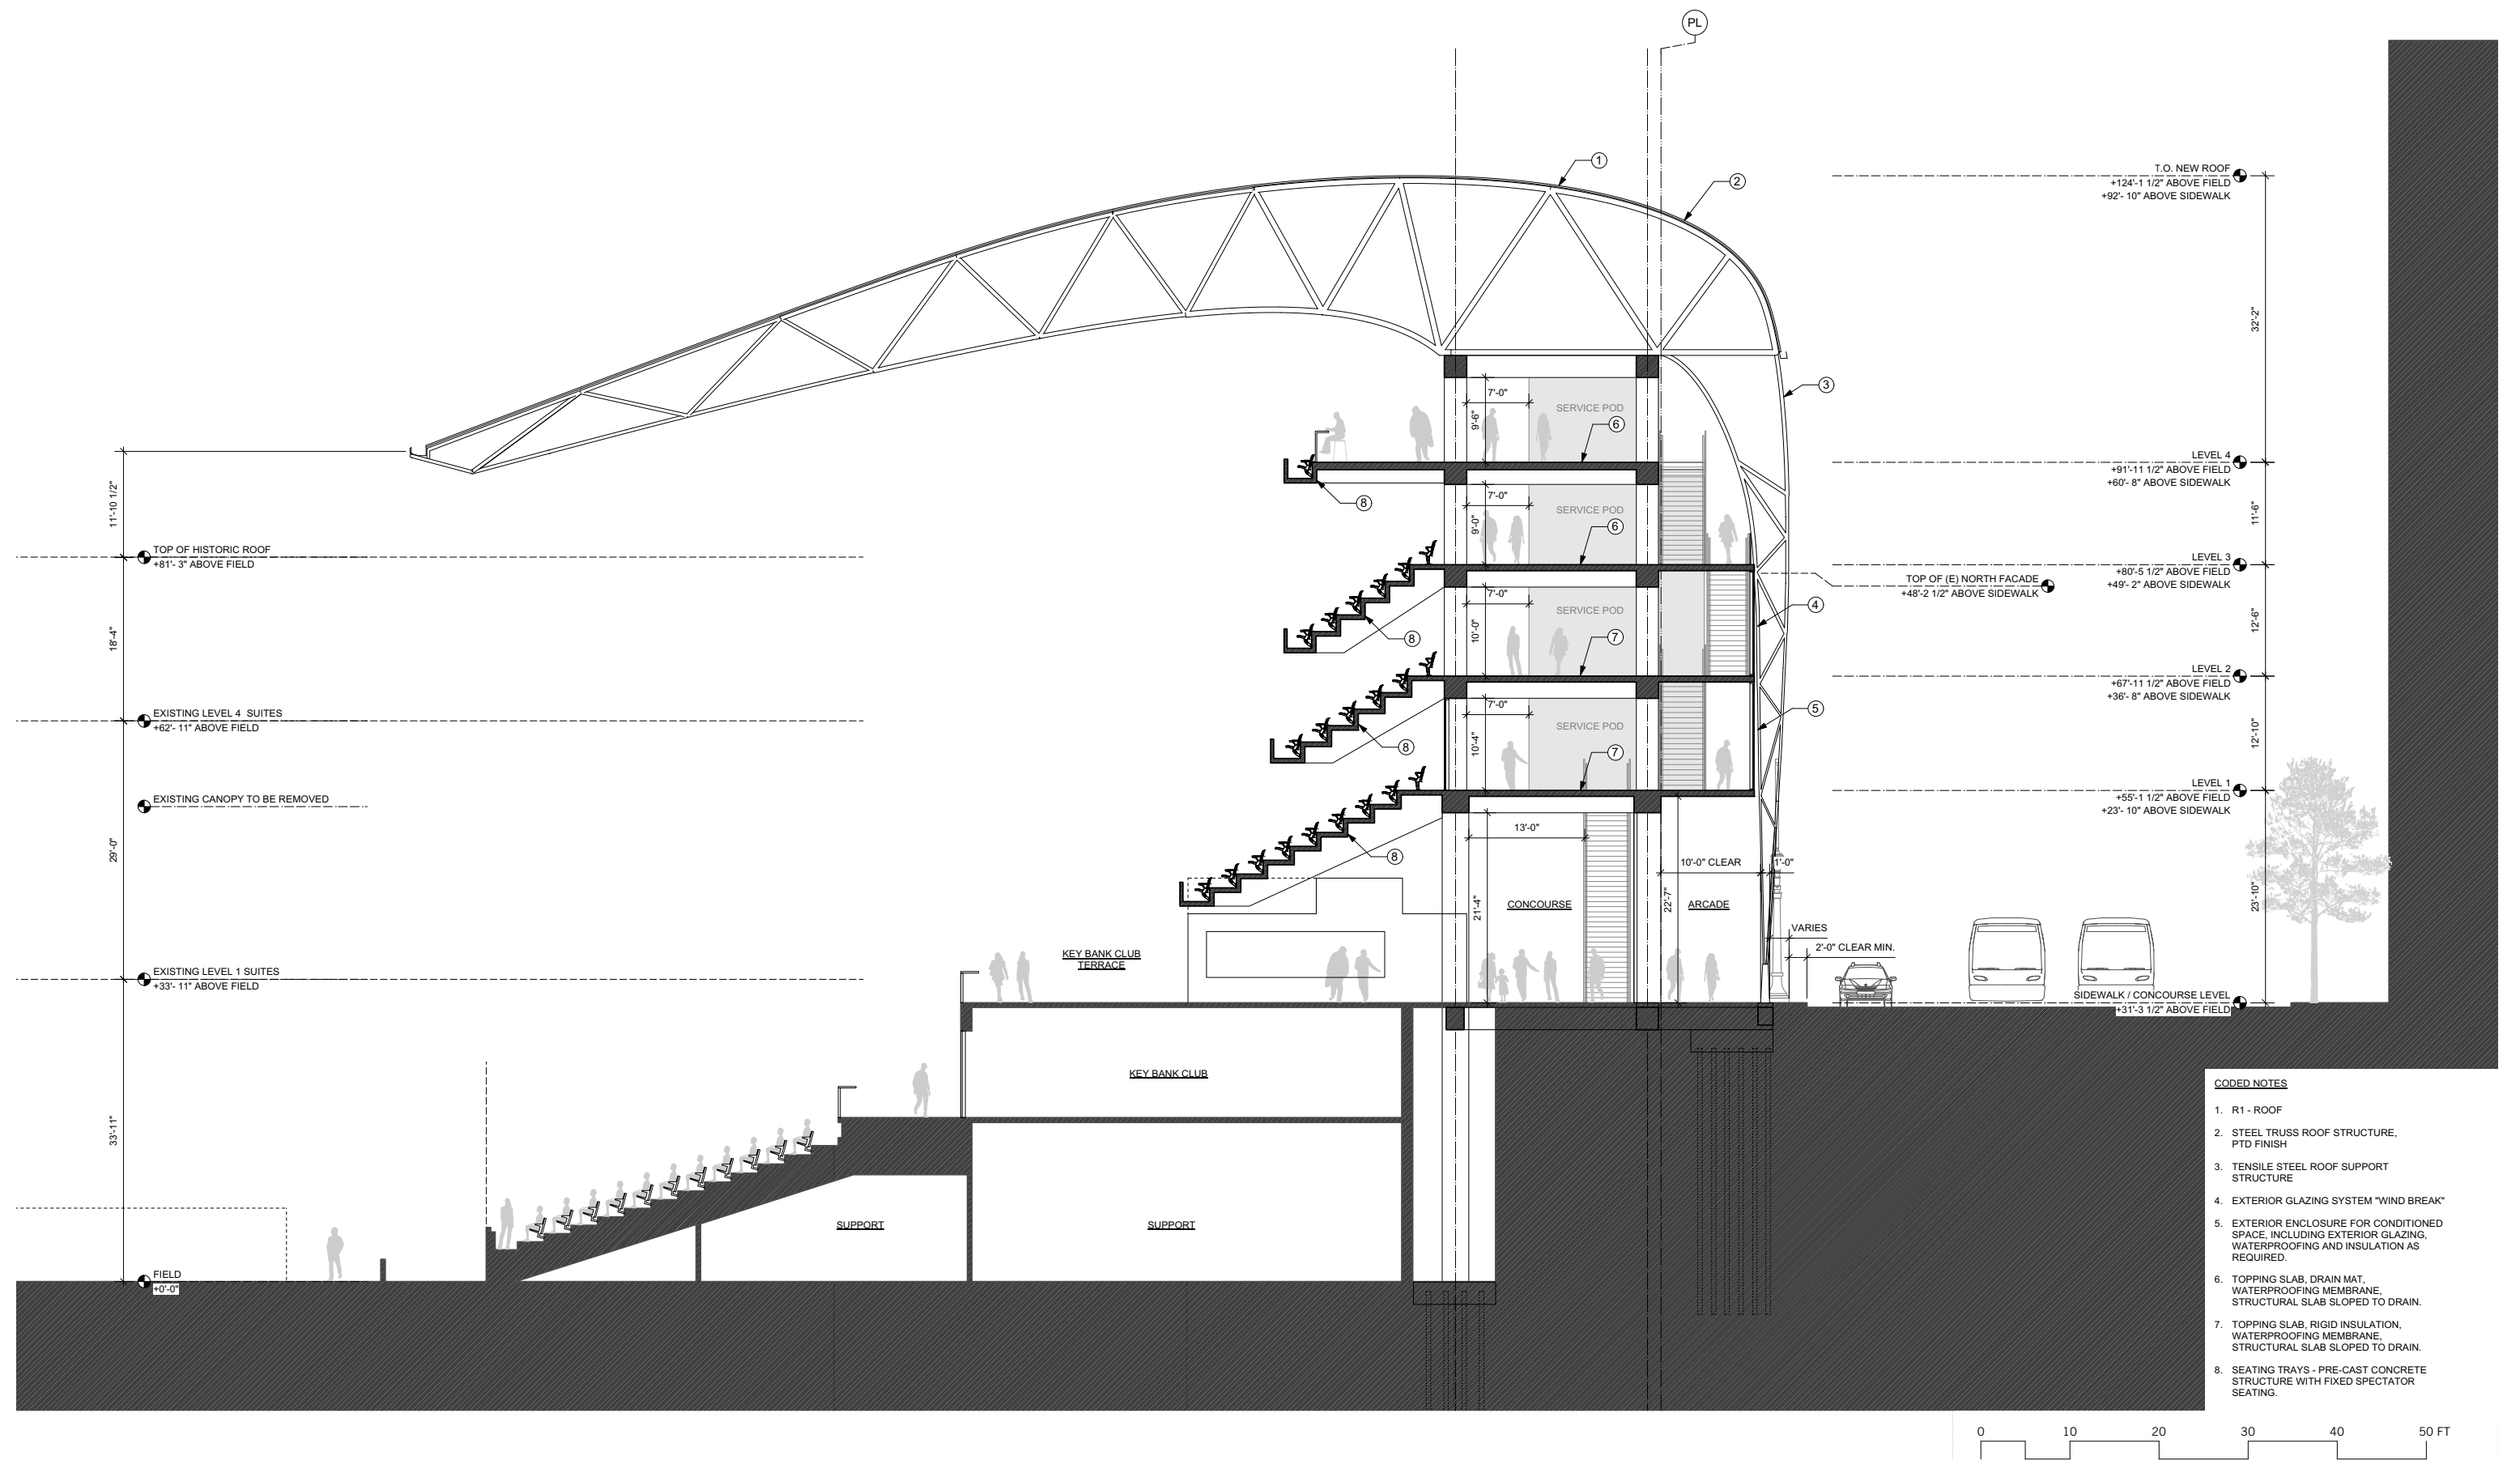 PL
1
2
3
T.O. NEW ROOF
+124'-1 1/2" ABOVE FIELD
+92'- 10" ABOVE SIDEWALK
32'-2"
7'-0"
9'-6"
SERVICE POD
6
LEVEL 4
+91'-11 1/2" ABOVE FIELD
+60'- 8" ABOVE SIDEWALK
11'-10 1/2"
8
7'-0"
9'-0"
SERVICE POD
6
11'-6"
TOP OF HISTORIC ROOF
+81'- 3" ABOVE FIELD
LEVEL 3
+80'-5 1/2" ABOVE FIELD
+49'- 2" ABOVE SIDEWALK
TOP OF (E) NORTH FACADE
+48'-2 1/2" ABOVE SIDEWALK
7'-0"
10'-0"
SERVICE POD
4
8
7
18'-4"
12'-6"
LEVEL 2
+67'-11 1/2" ABOVE FIELD
+36'- 8" ABOVE SIDEWALK
EXISTING LEVEL 4  SUITES
+62'- 11" ABOVE FIELD
7'-0"
10'-4"
SERVICE POD
5
8
7
12'-10"
EXISTING CANOPY TO BE REMOVED
LEVEL 1
+55'-1 1/2" ABOVE FIELD
+23'- 10" ABOVE SIDEWALK
29'-0"
8
13'-0"
10'-0" CLEAR
1'-0"
21'-4"
CONCOURSE
22'-7"
ARCADE
23'-10"
VARIES
2'-0" CLEAR MIN.
KEY BANK CLUB
TERRACE
EXISTING LEVEL 1 SUITES
+33'- 11" ABOVE FIELD
SIDEWALK / CONCOURSE LEVEL
+31'-3 1/2" ABOVE FIELD
KEY BANK CLUB
33'-11"
SUPPORT
SUPPORT
FIELD
+0'-0"
CODED NOTES
1. R1 - ROOF
2. STEEL TRUSS ROOF STRUCTURE,
PTD FINISH
3. TENSILE STEEL ROOF SUPPORT
STRUCTURE
4. EXTERIOR GLAZING SYSTEM "WIND BREAK"
5. EXTERIOR ENCLOSURE FOR CONDITIONED
SPACE, INCLUDING EXTERIOR GLAZING,
WATERPROOFING AND INSULATION AS
REQUIRED.
6. TOPPING SLAB, DRAIN MAT,
WATERPROOFING MEMBRANE,
STRUCTURAL SLAB SLOPED TO DRAIN.
7. TOPPING SLAB, RIGID INSULATION,
WATERPROOFING MEMBRANE,
STRUCTURAL SLAB SLOPED TO DRAIN.
8. SEATING TRAYS - PRE-CAST CONCRETE
STRUCTURE WITH FIXED SPECTATOR
SEATING.
0 10 20 30 40 50 FT